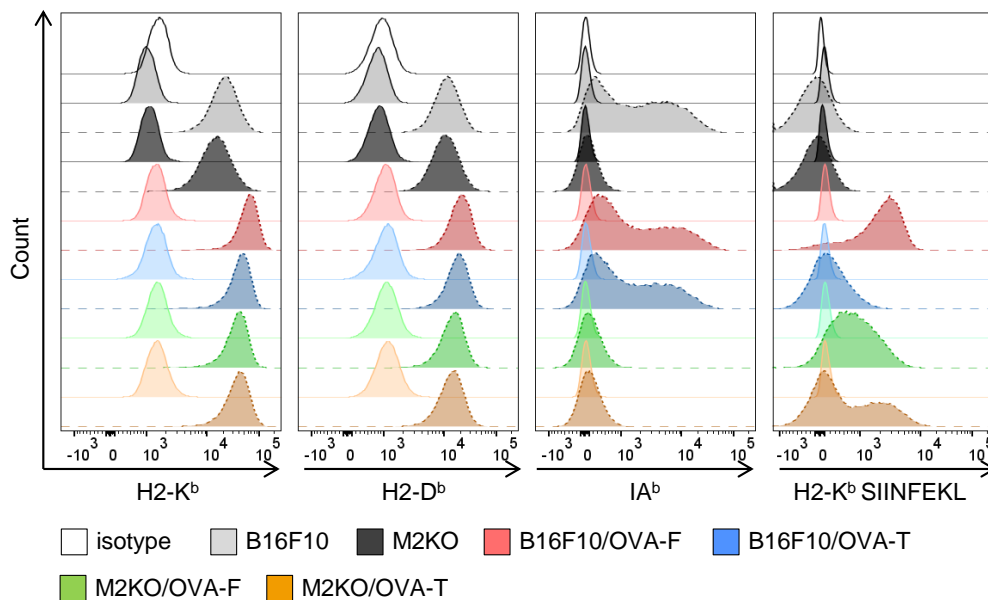 Count
-10³ 0 10³ 10⁴ 10⁵
-10³ 0 10³ 10⁴ 10⁵
-10³ 0 10³ 10⁴ 10⁵
-10³ 0 10³ 10⁴ 10⁵
H2-Kᵇ
H2-Dᵇ
IAᵇ
H2-Kᵇ SIINFEKL
isotype B16F10 M2KO B16F10/OVA-F B16F10/OVA-T
M2KO/OVA-F M2KO/OVA-T